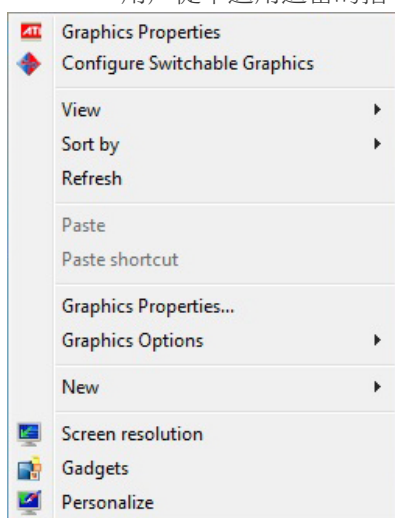 ATI Graphics Properties
Configure Switchable Graphics
View
Sort by
Refresh
Paste
Paste shortcut
Graphics Properties...
Graphics Options
New
Screen resolution
Gadgets
Personalize